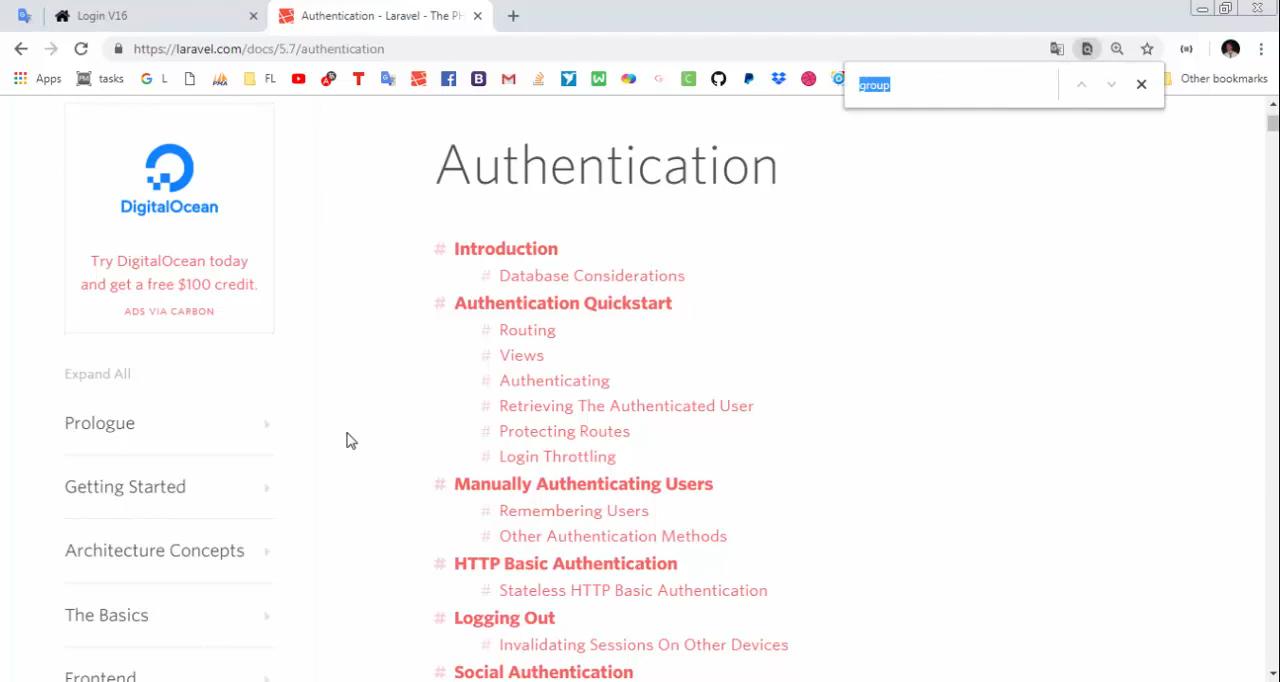 Login V16
Authentication - Laravel - The PH
https://laravel.com/docs/5.7/authentication
Apps
tasks
L
FL
Other bookmarks
group
DigitalOcean
Try DigitalOcean today
and get a free $100 credit.
ADS VIA CARBON
Expand All
Prologue
Getting Started
Architecture Concepts
The Basics
Frontend
Authentication
# Introduction
# Database Considerations
# Authentication Quickstart
# Routing
# Views
# Authenticating
# Retrieving The Authenticated User
# Protecting Routes
# Login Throttling
# Manually Authenticating Users
# Remembering Users
# Other Authentication Methods
# HTTP Basic Authentication
# Stateless HTTP Basic Authentication
# Logging Out
# Invalidating Sessions On Other Devices
# Social Authentication